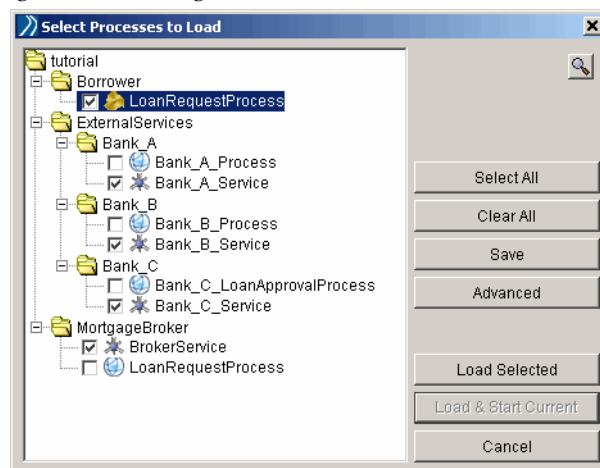 Select Processes to Load
tutorial
Borrower
LoanRequestProcess
ExternalServices
Bank_A
Bank_A_Process
Bank_A_Service
Bank_B
Bank_B_Process
Bank_B_Service
Bank_C
Bank_C_LoanApprovalProcess
Bank_C_Service
MortgageBroker
BrokerService
LoanRequestProcess
Select All
Clear All
Save
Advanced
Load Selected
Load & Start Current
Cancel